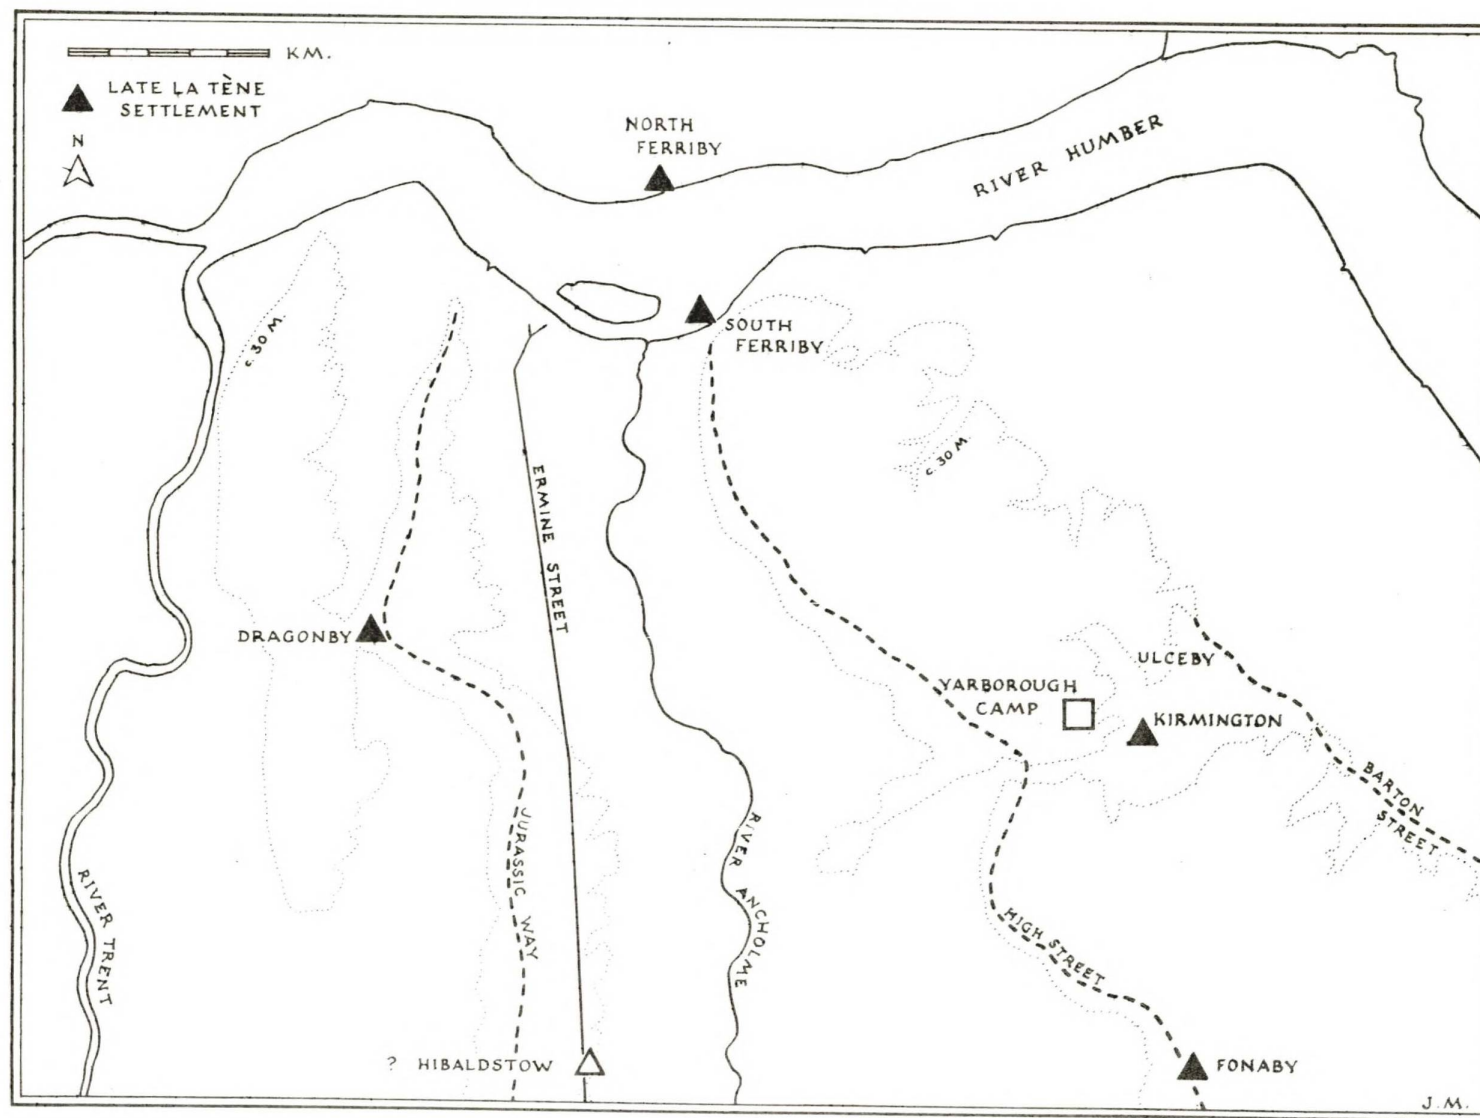 KM.
LATE LA TÈNE
SETTLEMENT
N
NORTH
FERRIBY
RIVER HUMBER
SOUTH
FERRIBY
c. 30 M.
c. 30 M.
ERMINE STREET
DRAGONBY
ULCEBY
YARBOROUGH
CAMP
KIRMINGTON
BARTON
STREET
JURASSIC WAY
RIVER ANCHOLME
RIVER TRENT
HIGH STREET
? HIBALDSTOW
FONABY
J.M.